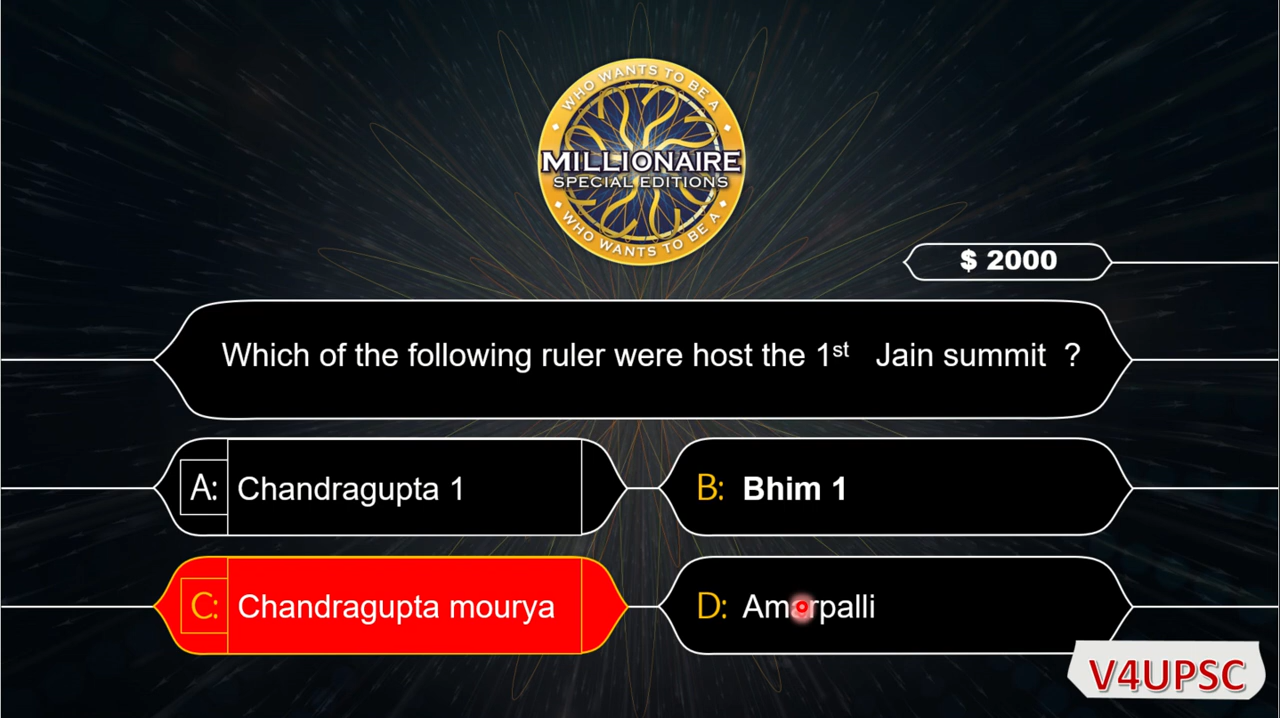 WHO WANTS TO BE A
MILLIONAIRE
SPECIAL EDITIONS
WHO WANTS TO BE A
$ 2000
Which of the following ruler were host the 1st Jain summit ?
A: Chandragupta 1
B: Bhim 1
C: Chandragupta mourya
D: Amarpalli
V4UPSC